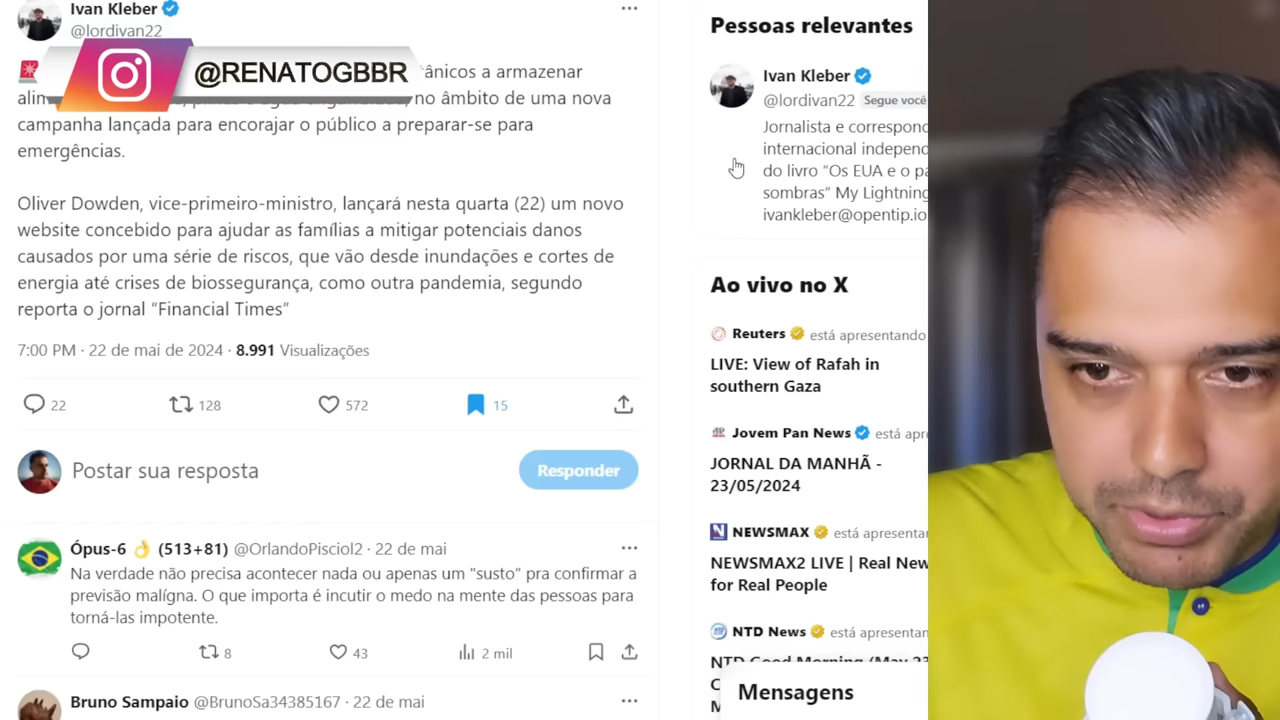 Ivan Kleber
@lordivan22
@RENATOGBBR
ânicos a armazenar
no âmbito de uma nova
campanha lançada para encorajar o público a preparar-se para
emergências.
Oliver Dowden, vice-primeiro-ministro, lançará nesta quarta (22) um novo
website concebido para ajudar as famílias a mitigar potenciais danos
causados por uma série de riscos, que vão desde inundações e cortes de
energia até crises de biossegurança, como outra pandemia, segundo
reporta o jornal “Financial Times”
7:00 PM · 22 de mai de 2024 · 8.991 Visualizações
22 128 572 15
Postar sua resposta
Responder
Ópus-6 👌 (513+81) @OrlandoPisciol2 · 22 de mai
Na verdade não precisa acontecer nada ou apenas um "susto" pra confirmar a
previsão malígna. O que importa é incutir o medo na mente das pessoas para
torná-las impotente.
8 43 2 mil
Bruno Sampaio @BrunoSa34385167 · 22 de mai
Pessoas relevantes
Ivan Kleber
@lordivan22 Segue você
Jornalista e correspond
internacional independ
do livro “Os EUA e o pa
sombras” My Lightning
ivankleber@opentip.io
Ao vivo no X
Reuters está apresentando
LIVE: View of Rafah in
southern Gaza
Jovem Pan News está apr
JORNAL DA MANHÃ -
23/05/2024
NEWSMAX está apresentan
NEWSMAX2 LIVE | Real New
for Real People
NTD News está apresentan
NTD Good Morning (May 23
Mensagens